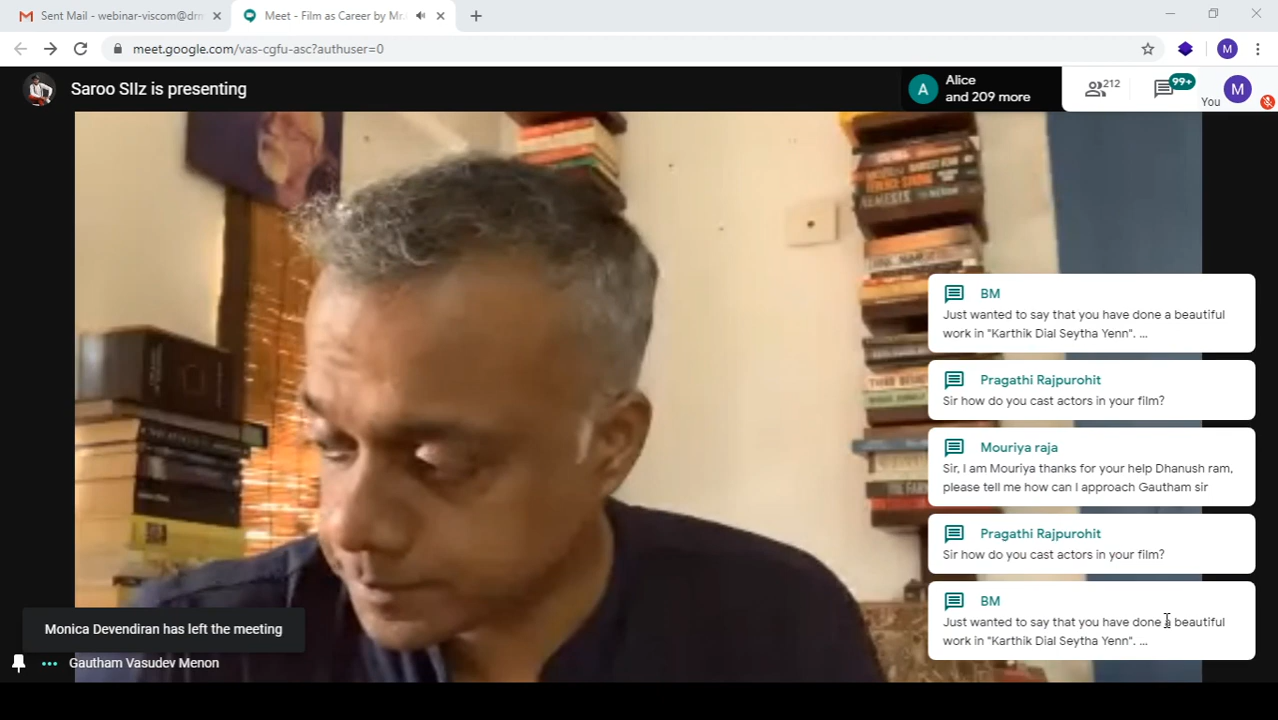 Sent Mail - webinar-viscom@drn
Meet - Film as Career by Mr.
meet.google.com/vas-cgfu-asc?authuser=0
M
Saroo SIIz is presenting
A
Alice
and 209 more
212
99+
You
M
BM
Just wanted to say that you have done a beautiful
work in "Karthik Dial Seytha Yenn". ...
Pragathi Rajpurohit
Sir how do you cast actors in your film?
Mouriya raja
Sir, I am Mouriya thanks for your help Dhanush ram,
please tell me how can I approach Gautham sir
Pragathi Rajpurohit
Sir how do you cast actors in your film?
BM
Just wanted to say that you have done a beautiful
work in "Karthik Dial Seytha Yenn". ...
NEMESIS
Monica Devendiran has left the meeting
Gautham Vasudev Menon